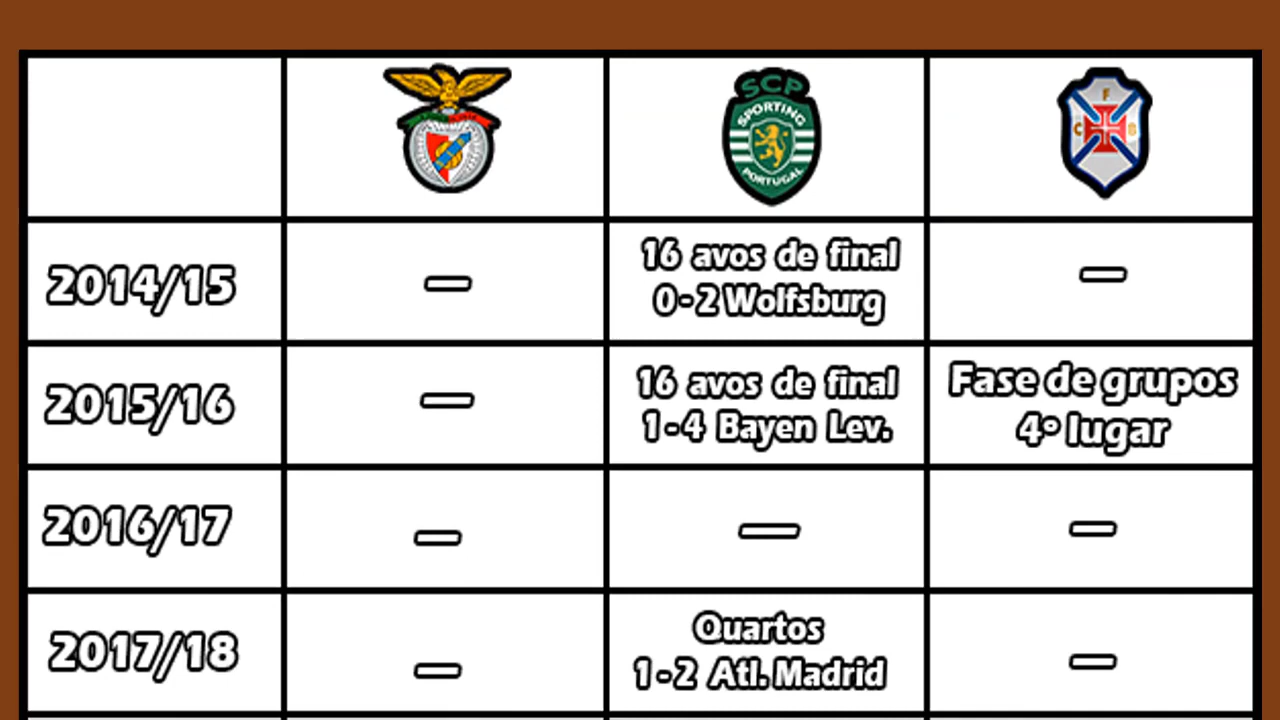 SCP
SPORTING
PORTUGAL
F
C B
2014/15
–
16 avos de final
0-2 Wolfsburg
–
2015/16
–
16 avos de final
1-4 Bayen Lev.
Fase de grupos
4º lugar
2016/17
–
–
–
2017/18
–
Quartos
1-2 Atl. Madrid
–